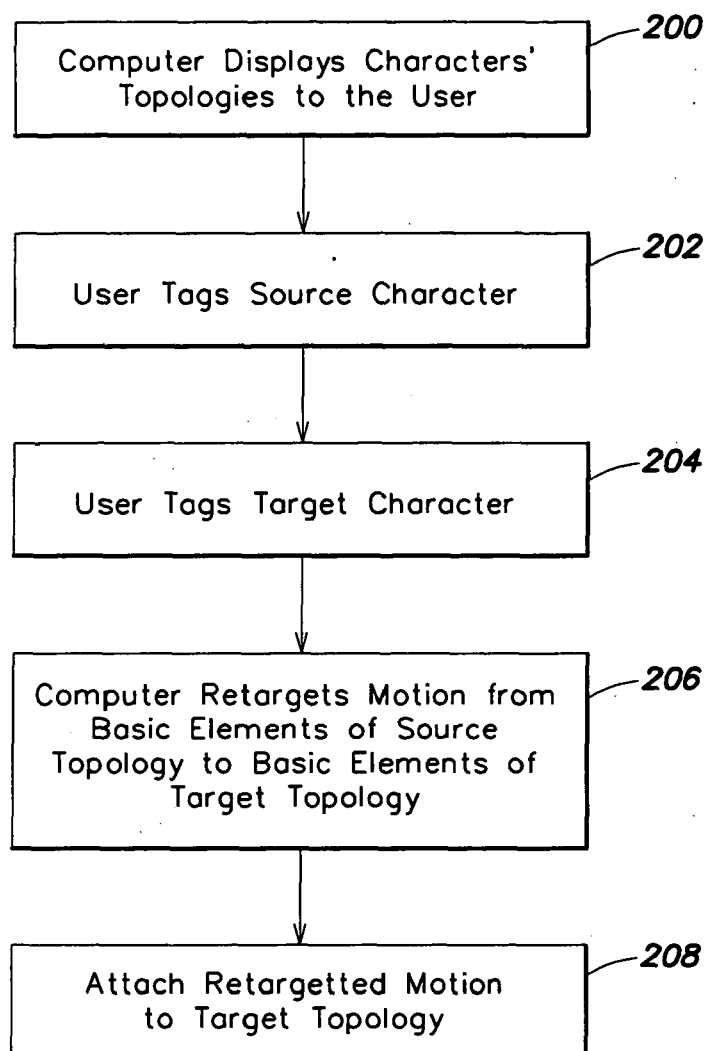 200
Computer Displays Characters'
Topologies to the User
202
User Tags Source Character
204
User Tags Target Character
206
Computer Retargets Motion from
Basic Elements of Source
Topology to Basic Elements of
Target Topology
208
Attach Retargetted Motion
to Target Topology